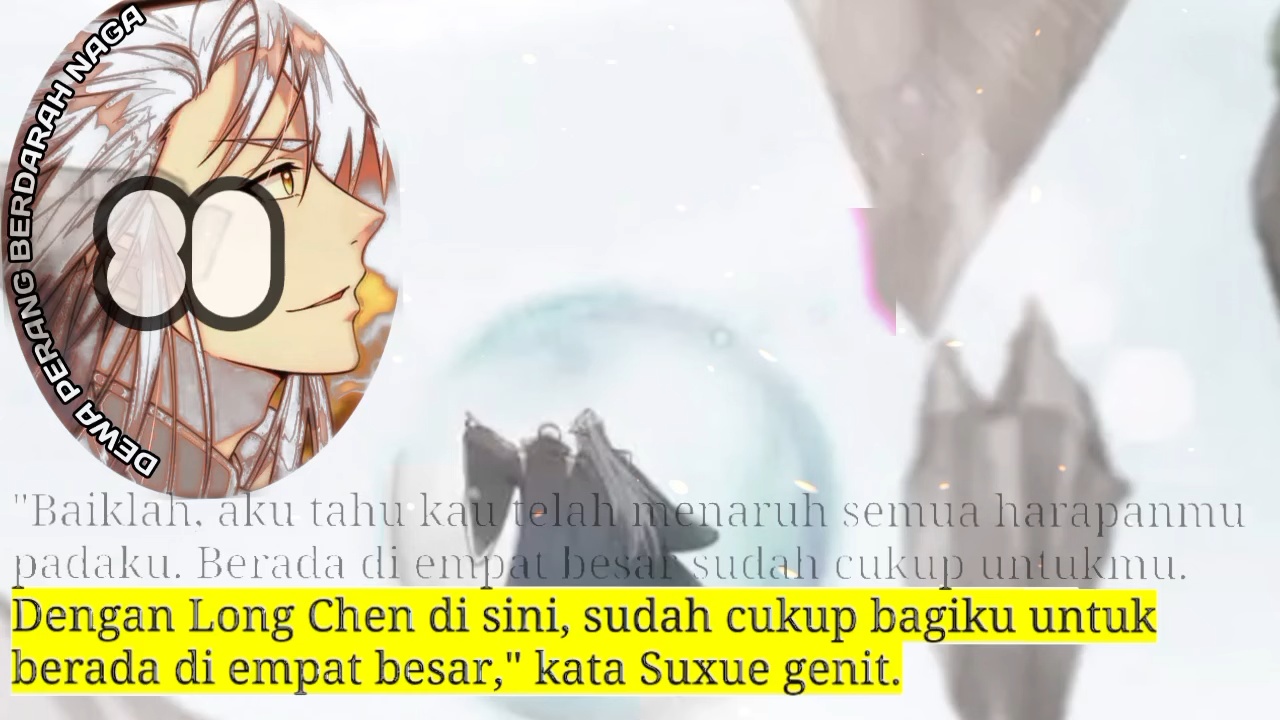 DEWA PERANG BERDARAH NAGA
80
"Baiklah, aku tahu kau telah menaruh semua harapanmu
padaku. Berada di empat besar sudah cukup untukmu.
Dengan Long Chen di sini, sudah cukup bagiku untuk
berada di empat besar," kata Suxue genit.